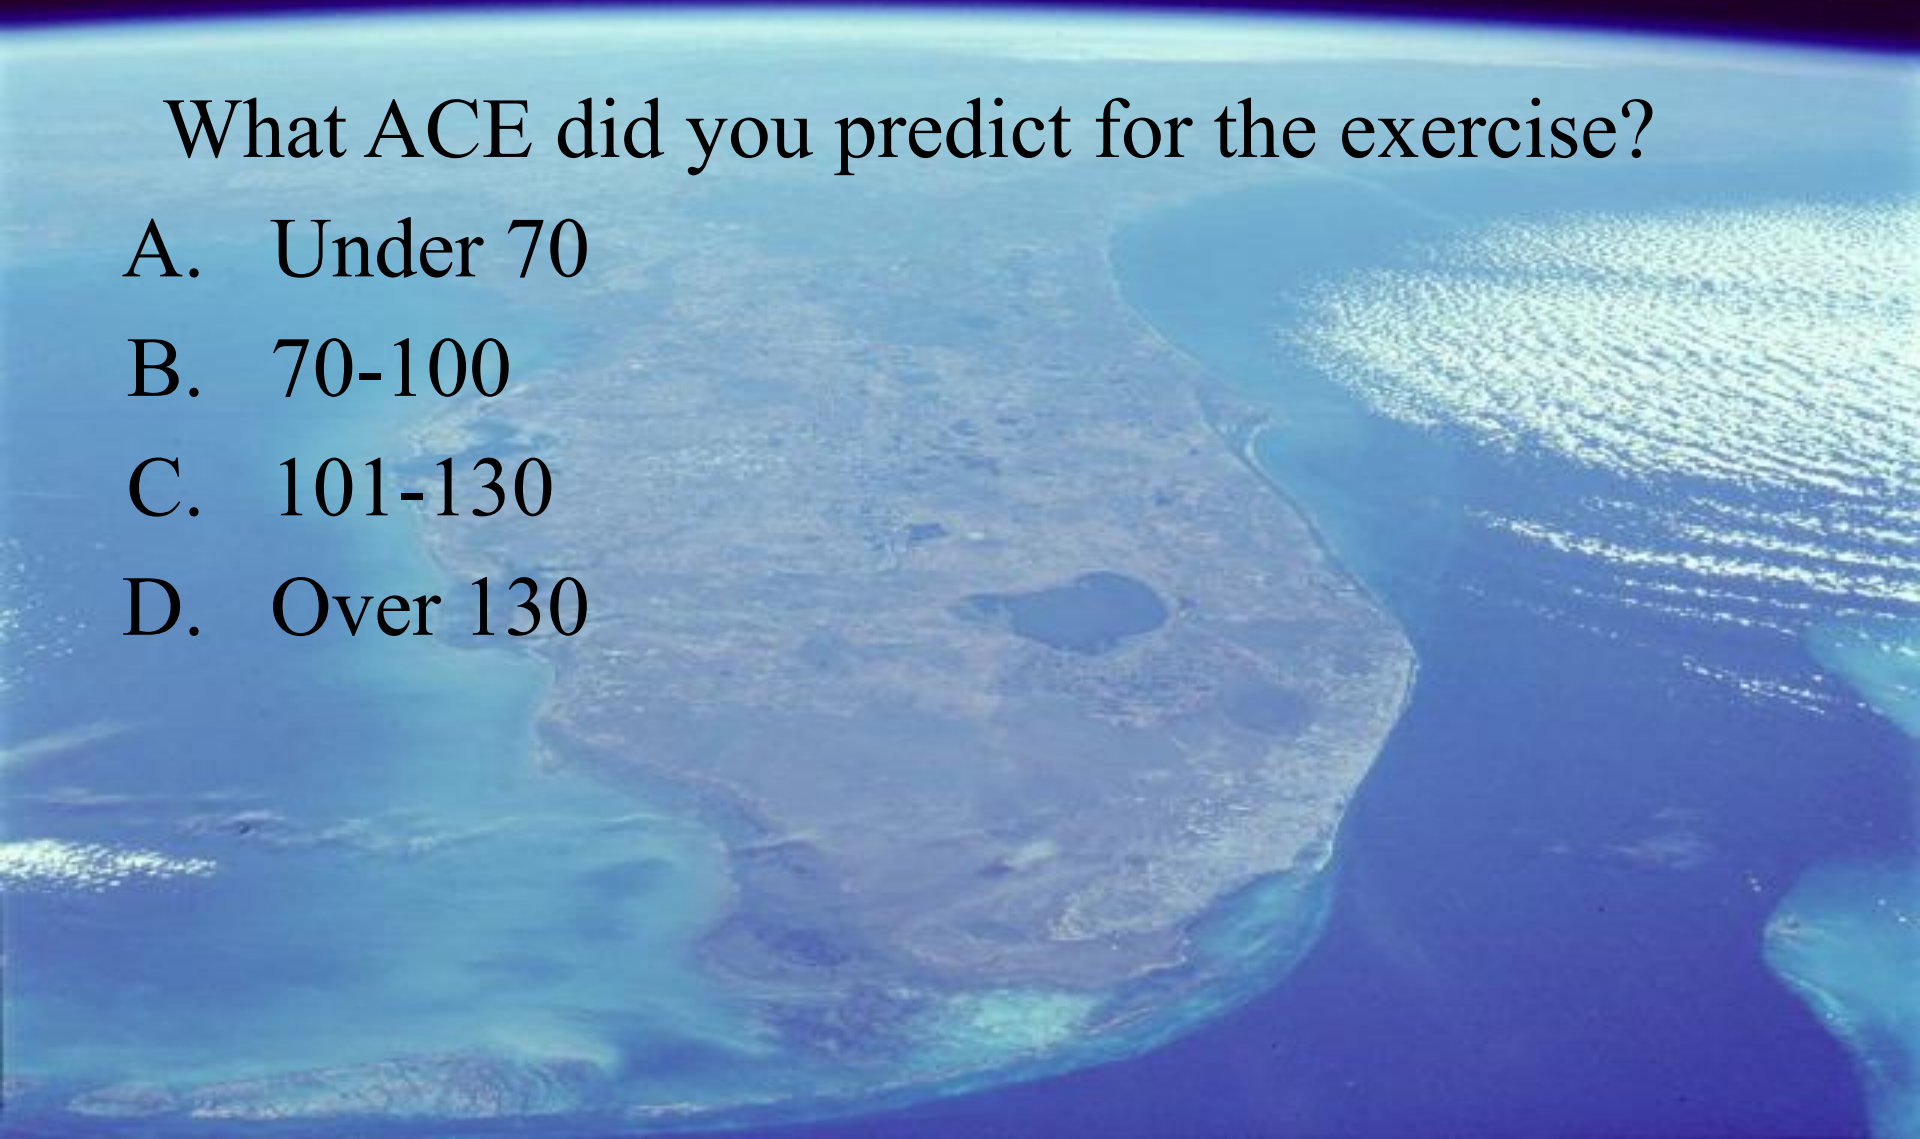 What ACE did you predict for the exercise?
A. Under 70
B. 70-100
C. 101-130
D. Over 130